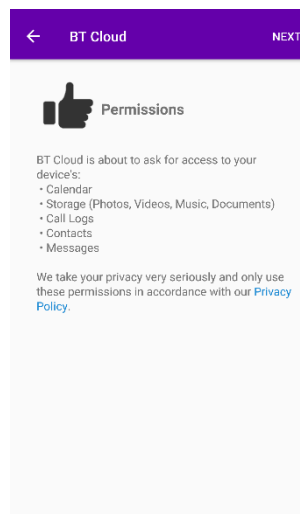 BT Cloud
NEXT
Permissions
BT Cloud is about to ask for access to your
device's:
• Calendar
• Storage (Photos, Videos, Music, Documents)
• Call Logs
• Contacts
• Messages
We take your privacy very seriously and only use
these permissions in accordance with our Privacy
Policy.